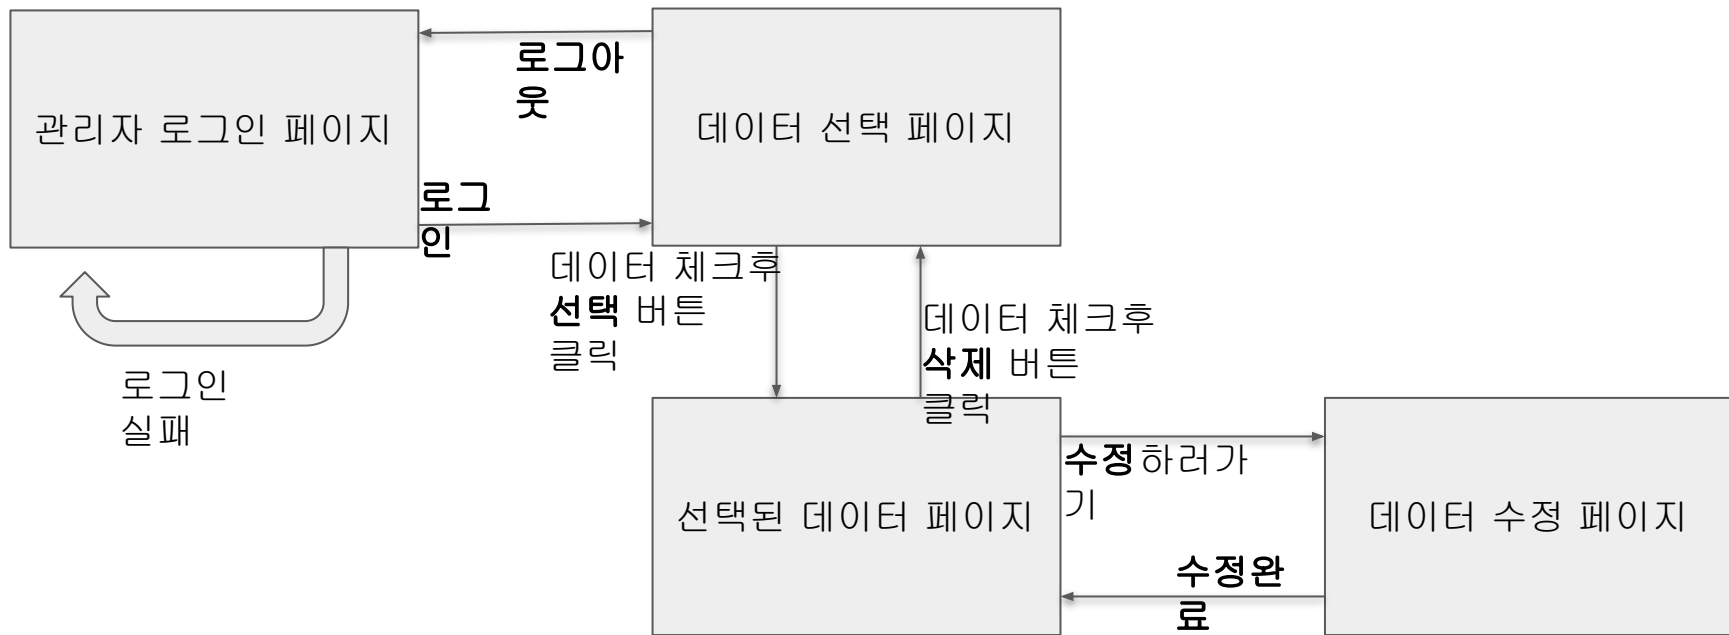 로그아
웃
관리자 로그인 페이지
데이터 선택 페이지
로그
인
데이터 체크후
선택 버튼
클릭
데이터 체크후
삭제 버튼
클릭
로그인
실패
수정하러가
기
선택된 데이터 페이지
데이터 수정 페이지
수정완
료